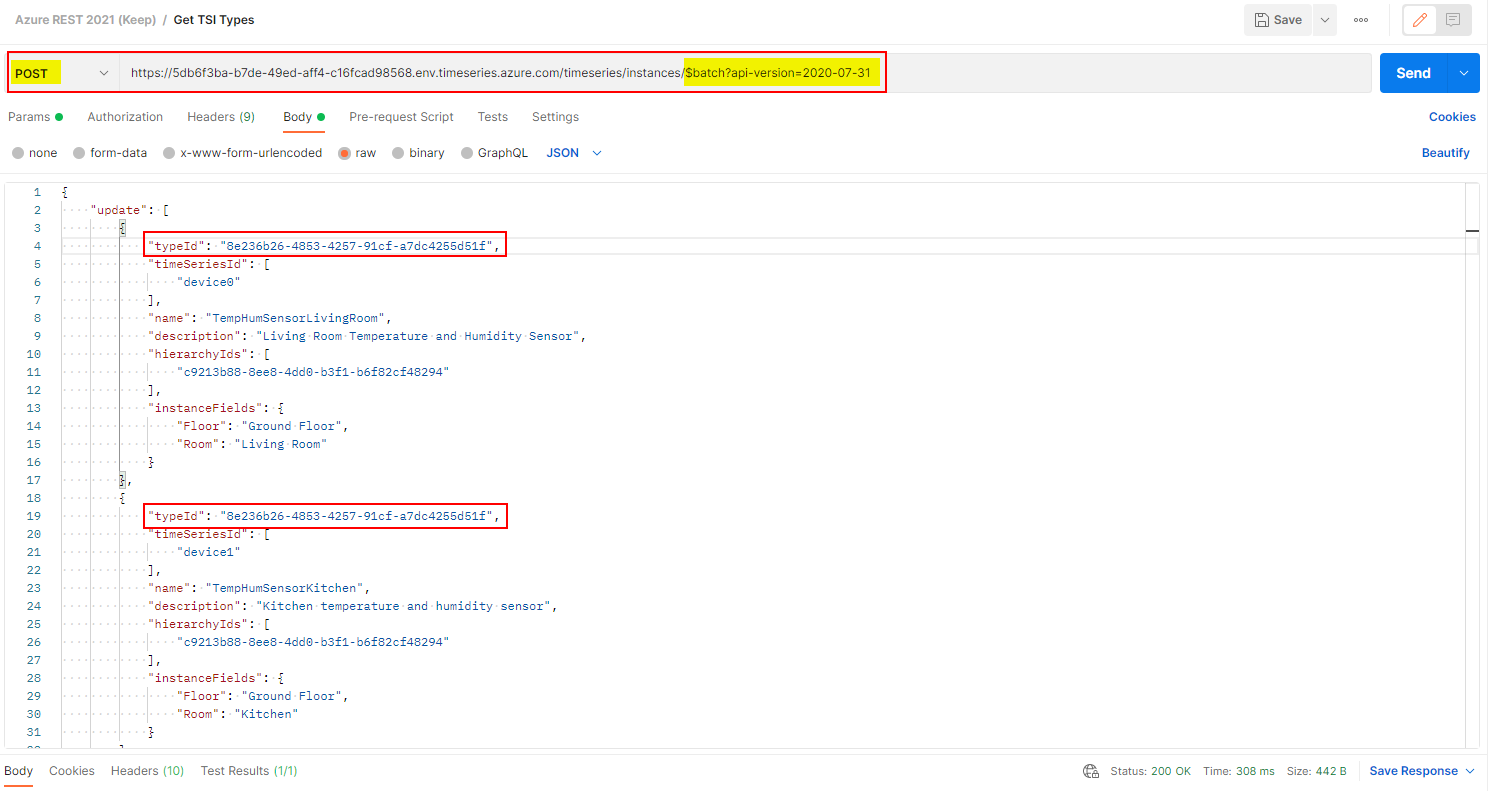 Azure REST 2021 (Keep) / Get TSI Types Save
POST https://5db6f3ba-b7de-49ed-aff4-c16fcad98568.env.timeseries.azure.com/timeseries/instances/$batch?api-version=2020-07-31 Send
Params Authorization Headers (9) Body Pre-request Script Tests Settings Cookies
none form-data x-www-form-urlencoded raw binary GraphQL JSON Beautify
1 {
2 "update": [
3 {
4 "typeId": "8e236b26-4853-4257-91cf-a7dc4255d51f",
5 "timeSeriesId": [
6 "device0"
7 ],
8 "name": "TempHumSensorLivingRoom",
9 "description": "Living Room Temperature and Humidity Sensor",
10 "hierarchyIds": [
11 "c9213b88-8ee8-4dd0-b3f1-b6f82cf48294"
12 ],
13 "instanceFields": {
14 "Floor": "Ground Floor",
15 "Room": "Living Room"
16 }
17 },
18 {
19 "typeId": "8e236b26-4853-4257-91cf-a7dc4255d51f",
20 "timeSeriesId": [
21 "device1"
22 ],
23 "name": "TempHumSensorKitchen",
24 "description": "Kitchen temperature and humidity sensor",
25 "hierarchyIds": [
26 "c9213b88-8ee8-4dd0-b3f1-b6f82cf48294"
27 ],
28 "instanceFields": {
29 "Floor": "Ground Floor",
30 "Room": "Kitchen"
31 }
Body Cookies Headers (10) Test Results (1/1) Status: 200 OK Time: 308 ms Size: 442 B Save Response